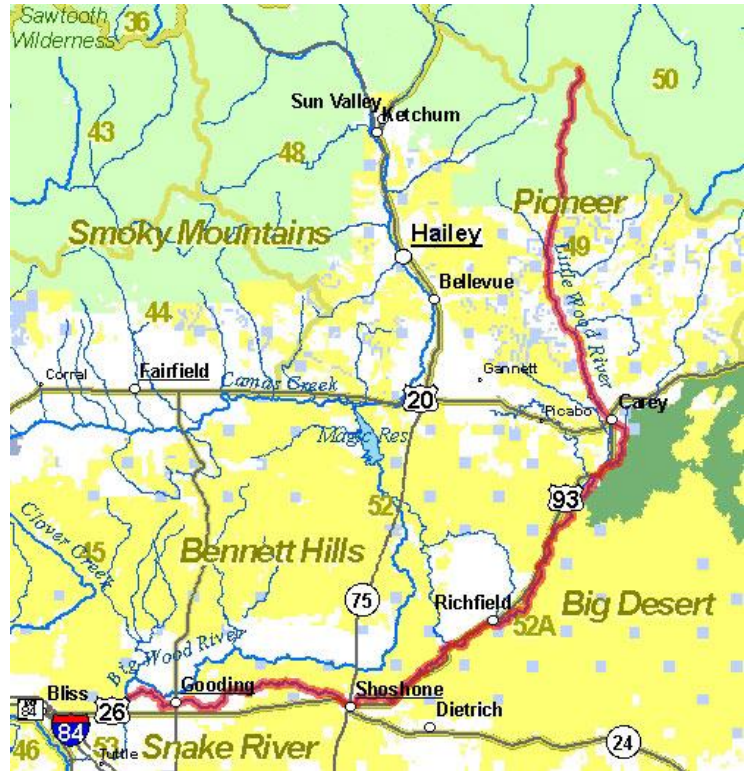 Sawtooth
Wilderness
36
50
Sun Valley
Ketchum
43
48
Pioneer
Smoky Mountains
49
Hailey
Little Wood River
Bellevue
44
Corral
Fairfield
Gannett
Camas Creek
20
Picabo
Carey
Magic Res
93
52
Clover Creek
45
Bennett Hills
75
Richfield
Big Desert
52A
Big Wood River
Bliss
Gooding
Shoshone
84
26
84
Dietrich
46
53
Tuttle
Snake River
24